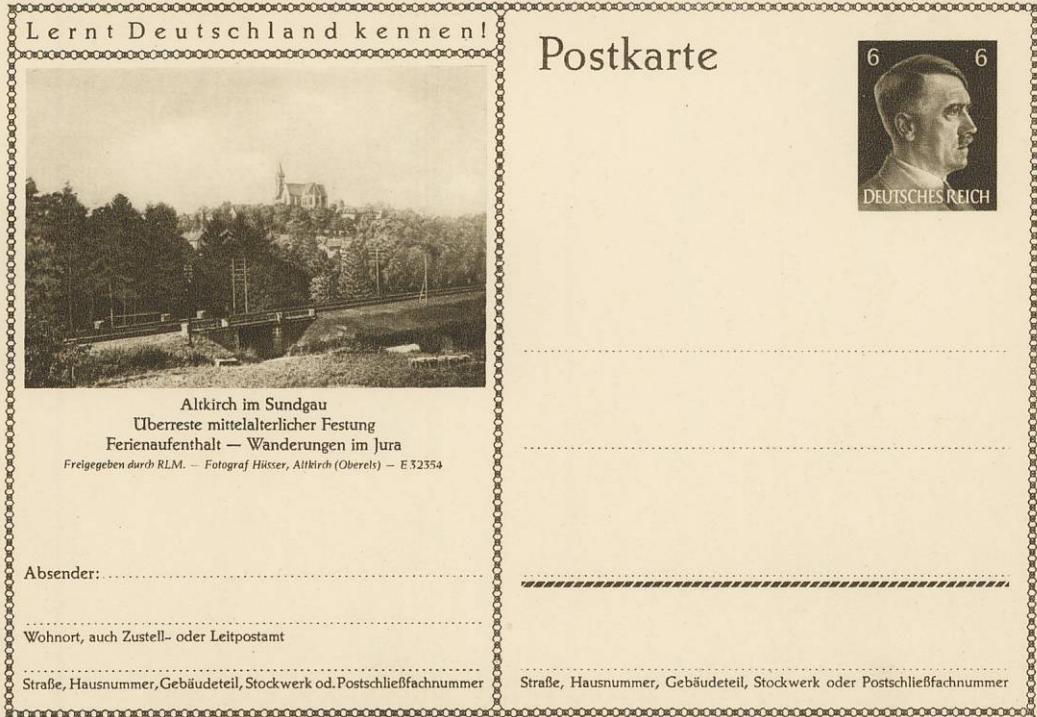 Lernt Deutschland kennen!
Altkirch im Sundgau
Überreste mittelalterlicher Festung
Ferienaufenthalt — Wanderungen im Jura
Freigegeben durch RLM. — Fotograf Hüsser, Altkirch (Oberels) — E 32354
Absender:
Wohnort, auch Zustell- oder Leitpostamt
Straße, Hausnummer, Gebäudeteil, Stockwerk od. Postschließfachnummer
Postkarte
6 6
DEUTSCHES REICH
Straße, Hausnummer, Gebäudeteil, Stockwerk oder Postschließfachnummer